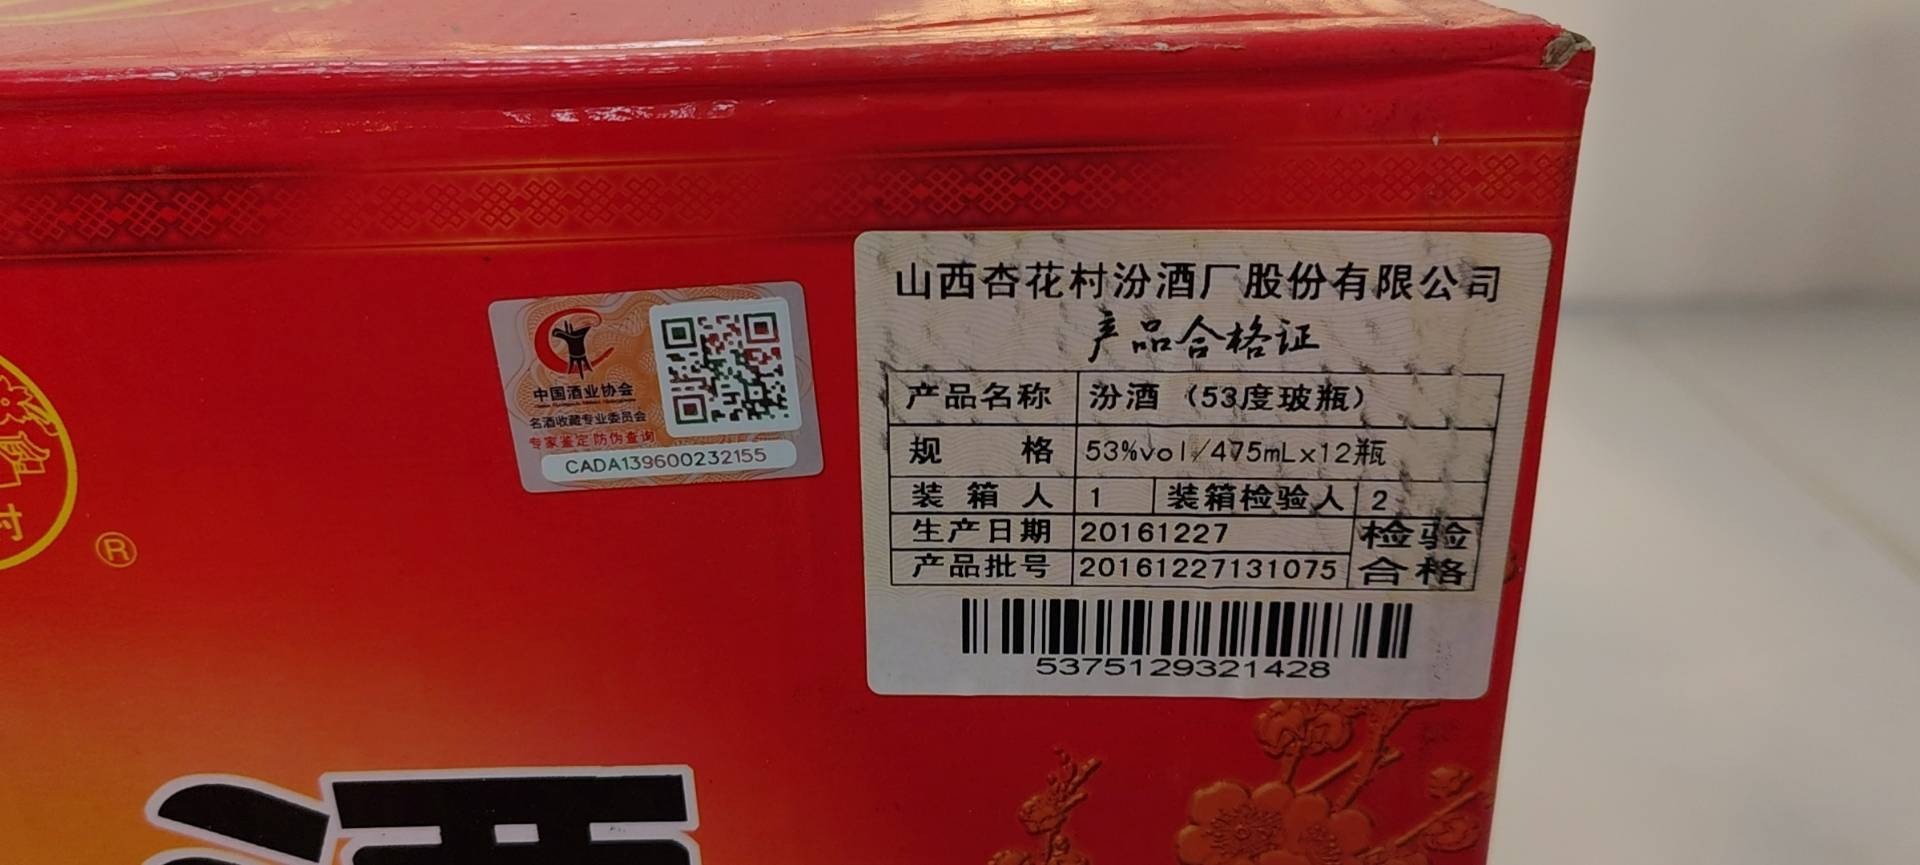 村
®
中国酒业协会
名酒收藏专业委员会
专家鉴定 防伪查询
CADA139600232155
山西杏花村汾酒厂股份有限公司
产品合格证
产品名称 汾酒（53度玻瓶）
规格 53%vol/475mLx12瓶
装箱人 1 装箱检验人 2
生产日期 20161227 检验
产品批号 20161227131075 合格
5375129321428
酒